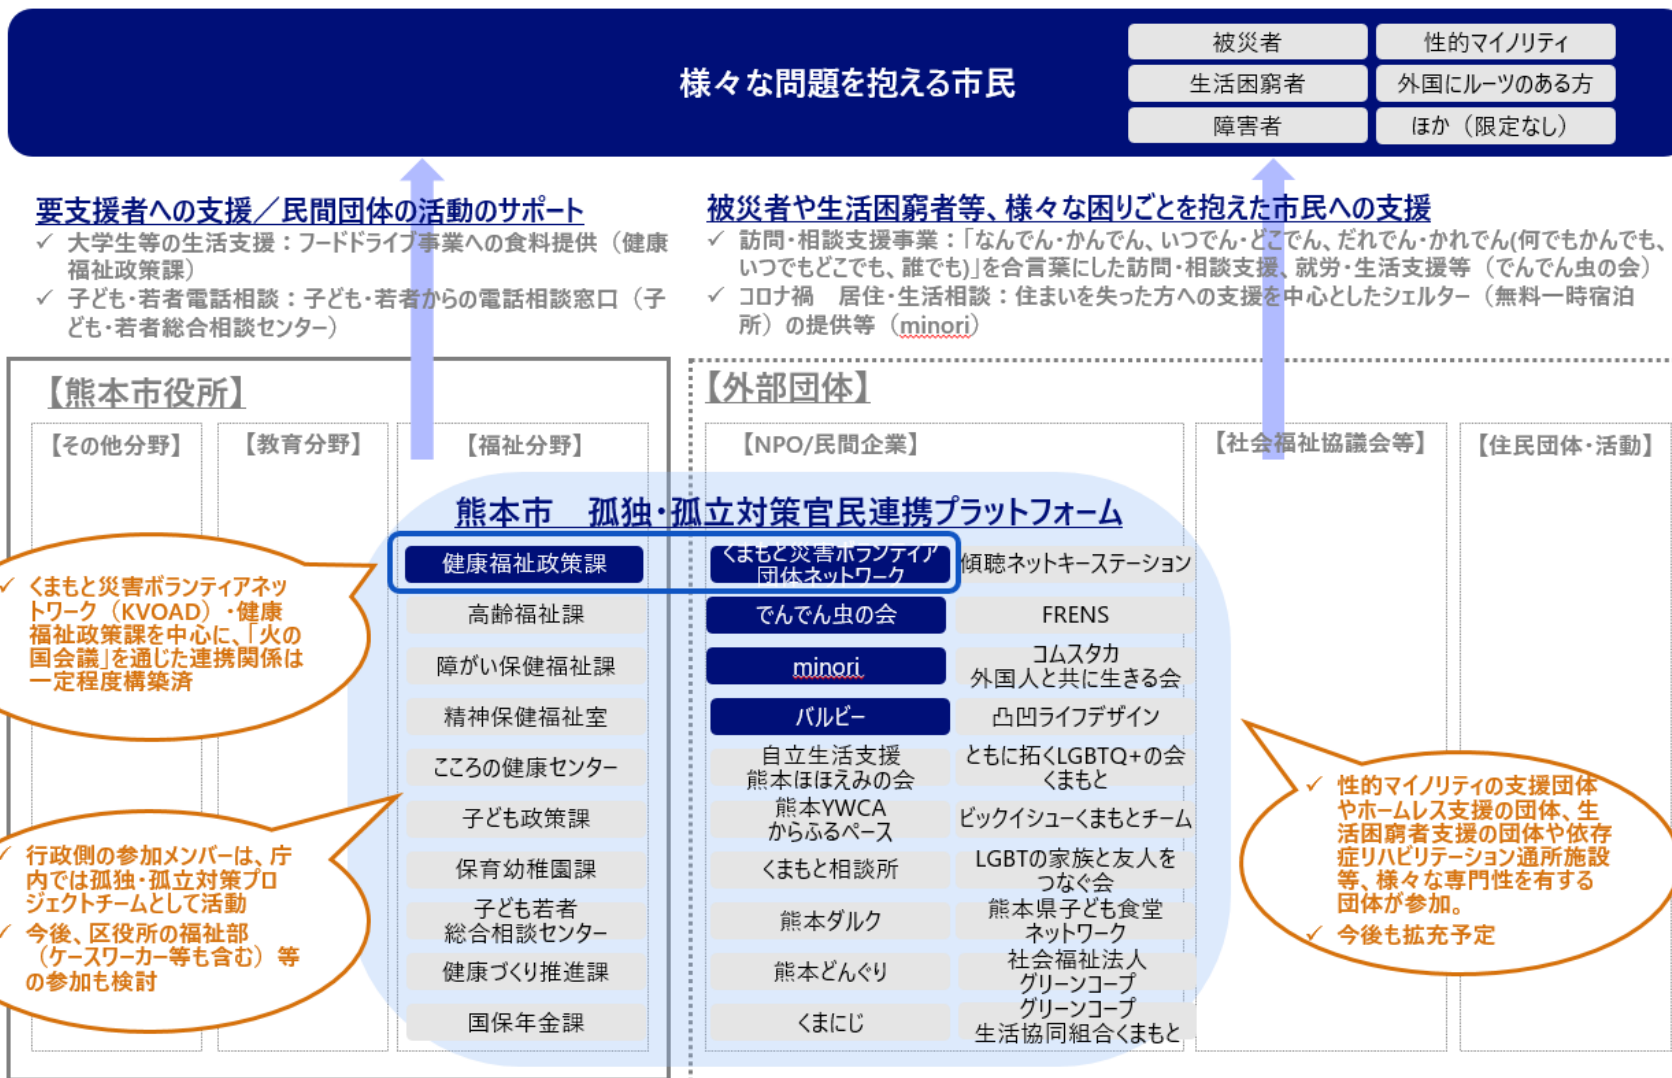 様々な問題を抱える市民
被災者
性的マイノリティ
生活困窮者
外国にルーツのある方
障害者
ほか（限定なし）
要支援者への支援／民間団体の活動のサポート
✓ 大学生等の生活支援：フードドライブ事業への食料提供（健康
福祉政策課）
✓ 子ども・若者電話相談：子ども・若者からの電話相談窓口（子
ども・若者総合相談センター）
被災者や生活困窮者等、様々な困りごとを抱えた市民への支援
✓ 訪問・相談支援事業：「なんでん・かんでん、いつでん・どこでん、だれでん・かれでん(何でもかんでも、
いつでもどこでも、誰でも)」を合言葉にした訪問・相談支援、就労・生活支援等（でんでん虫の会）
✓ コロナ禍　居住・生活相談：住まいを失った方への支援を中心としたシェルター（無料一時宿泊
所）の提供等（minori）
【熊本市役所】
【その他分野】
【教育分野】
【福祉分野】
【外部団体】
【NPO/民間企業】
【社会福祉協議会等】
【住民団体・活動】
熊本市　孤独・孤立対策官民連携プラットフォーム
健康福祉政策課
高齢福祉課
障がい保健福祉課
精神保健福祉室
こころの健康センター
子ども政策課
保育幼稚園課
子ども若者
総合相談センター
健康づくり推進課
国保年金課
くまもと災害ボランティア
団体ネットワーク
でんでん虫の会
minori
バルビー
自立生活支援
熊本ほほえみの会
熊本YWCA
からふるペース
くまもと相談所
熊本ダルク
熊本どんぐり
くまにじ
傾聴ネットキーステーション
FRENS
コムスタカ
外国人と共に生きる会
凸凹ライフデザイン
ともに拓くLGBTQ+の会
くまもと
ビックイシューくまもとチーム
LGBTの家族と友人を
つなぐ会
熊本県子ども食堂
ネットワーク
社会福祉法人
グリーンコープ
グリーンコープ
生活協同組合くまもと
✓ くまもと災害ボランティアネッ
トワーク（KVOAD）・健康
福祉政策課を中心に、「火の
国会議」を通じた連携関係は
一定程度構築済
✓ 行政側の参加メンバーは、庁
内では孤独・孤立対策プロ
ジェクトチームとして活動
✓ 今後、区役所の福祉部
（ケースワーカー等も含む）等
の参加も検討
✓ 性的マイノリティの支援団体
やホームレス支援の団体、生
活困窮者支援の団体や依存
症リハビリテーション通所施設
等、様々な専門性を有する
団体が参加。
✓ 今後も拡充予定